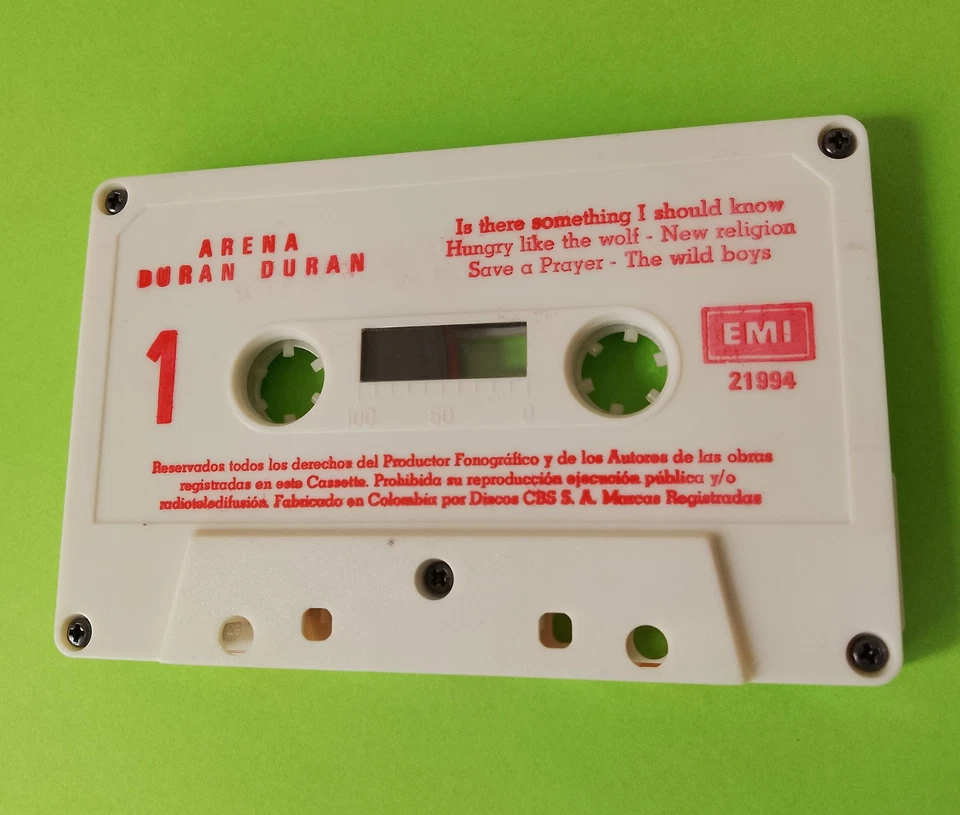 ARENA
DURAN DURAN
Is there something I should know
Hungry like the wolf - New religion
Save a Prayer - The wild boys
1
EMI
21994
100 50 0
Reservados todos los derechos del Productor Fonográfico y de los Autores de las obras
registradas en este Cassette. Prohibida su reproducción ejecución pública y/o
radioteledifusión. Fabricado en Colombia por Discos CBS S. A. Marcas Registradas